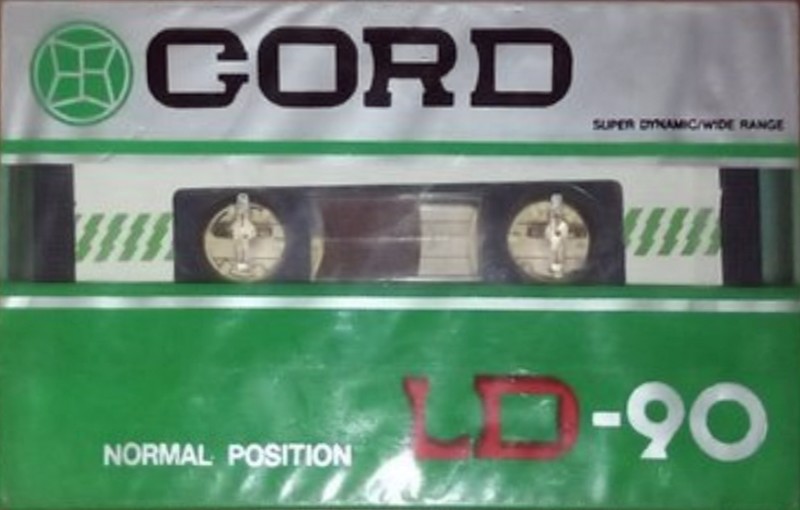 CORD
SUPER DYNAMIC/WIDE RANGE
NORMAL POSITION
LD-90